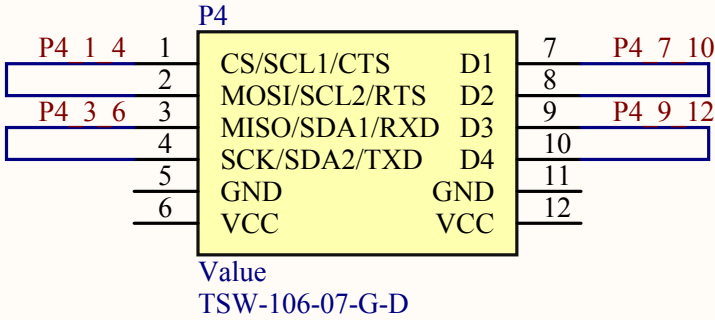 P4
P4_1_4 1 CS/SCL1/CTS D1 7 P4_7_10
2 MOSI/SCL2/RTS D2 8
P4_3_6 3 MISO/SDA1/RXD D3 9 P4_9_12
4 SCK/SDA2/TXD D4 10
5 GND GND 11
6 VCC VCC 12
Value
TSW-106-07-G-D